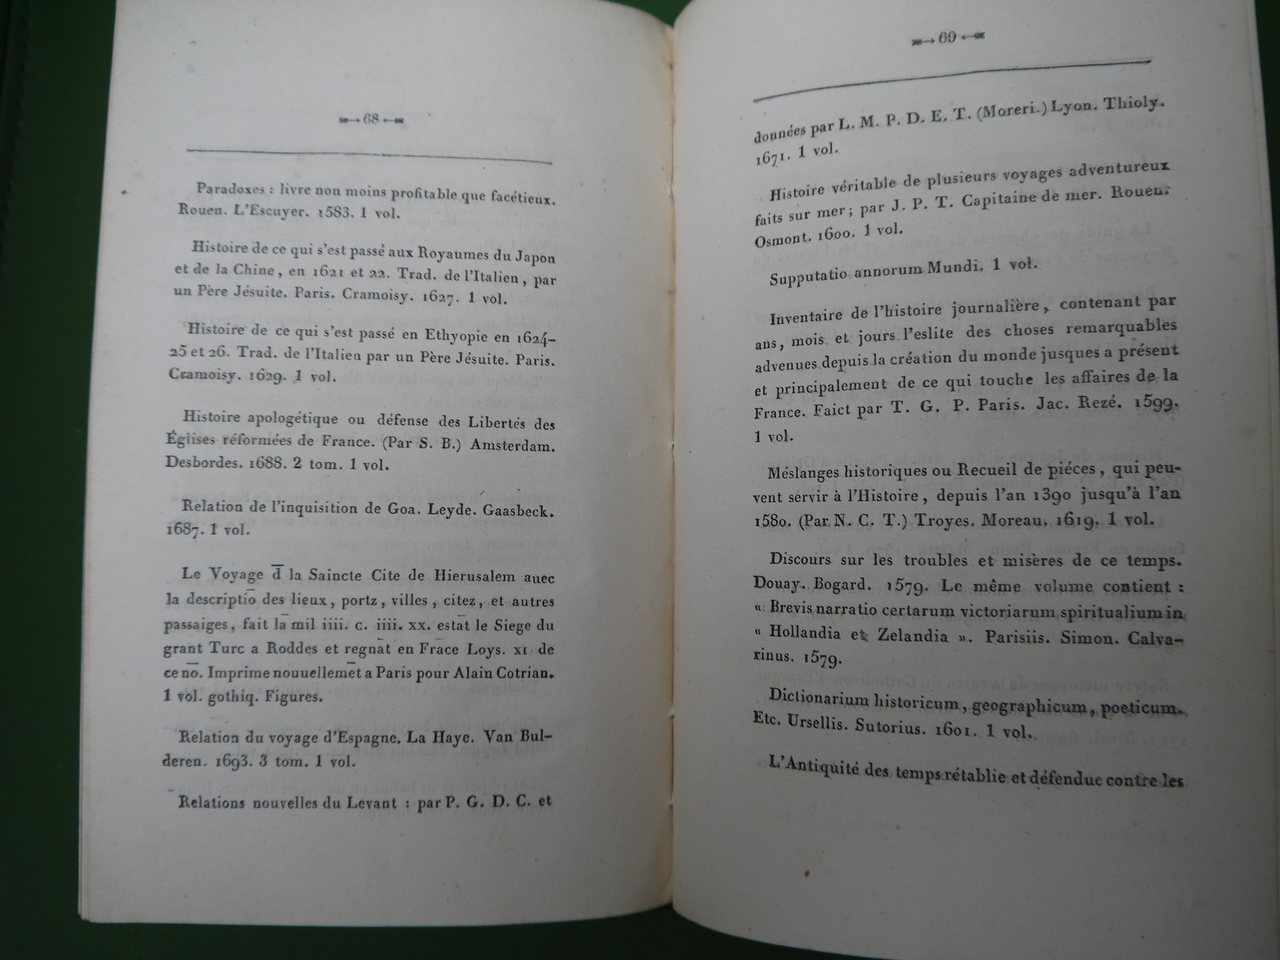 68
Paradoxes : livre non moins profitable que facétieux.
Rouen. L'Escuyer. 1583. 1 vol.
Histoire de ce qui s'est passé aux Royaumes du Japon
et de la Chine, en 1621 et 22. Trad. de l'Italien, par
un Père Jésuite. Paris. Cramoisy. 1627. 1 vol.
Histoire de ce qui s'est passé en Ethyopie en 1624-
25 et 26. Trad. de l'Italien par un Père Jésuite. Paris.
Cramoisy. 1629. 1 vol.
Histoire apologétique ou défense des Libertés des
Églises réformées de France. (Par S. B.) Amsterdam.
Desbordes. 1688. 2 tom. 1 vol.
Relation de l'inquisition de Goa. Leyde. Gaasbeck.
1687. 1 vol.
Le Voyage d̅ la Saincte Cite de Hierusalem auec
la descriptio̅ des lieux, portz, villes, citez, et autres
passaiges, fait la̅ mil iiii. c. iiii. xx. esta̅t le Siege du
grant Turc a Roddes et regnat en Fra̅ce Loys. xi de
ce no̅. Imprime nouuelleme̅t a Paris pour Alain Cotrian.
1 vol. gothiq. Figures.
Relation du voyage d'Espagne. La Haye. Van Bul-
deren. 1693. 3 tom. 1 vol.
Relations nouvelles du Levant : par P. G. D. C. et
69
données par L. M. P. D. E. T. (Moreri.) Lyon. Thioly.
1671. 1 vol.
Histoire véritable de plusieurs voyages adventureux
faits sur mer; par J. P. T. Capitaine de mer. Rouen.
Osmont. 1600. 1 vol.
Supputatio annorum Mundi. 1 vol.
Inventaire de l'histoire journalière, contenant par
ans, mois et jours l'eslite des choses remarquables
advenues depuis la création du monde jusques a présent
et principalement de ce qui touche les affaires de la
France. Faict par T. G. P. Paris. Jac. Rezé. 1599.
1 vol.
Méslanges historiques ou Recueil de piéces, qui peu-
vent servir à l'Histoire, depuis l'an 1390 jusqu'à l'an
1580. (Par N. C. T.) Troyes. Moreau. 1619. 1 vol.
Discours sur les troubles et misères de ce temps.
Douay. Bogard. 1579. Le même volume contient :
« Brevis narratio certarum victoriarum spiritualium in
« Hollandia et Zelandia ». Parisiis. Simon. Calva-
rinus. 1579.
Dictionarium historicum, geographicum, poeticum.
Etc. Ursellis. Sutorius. 1601. 1 vol.
L'Antiquité des temps rétablie et défendue contre les